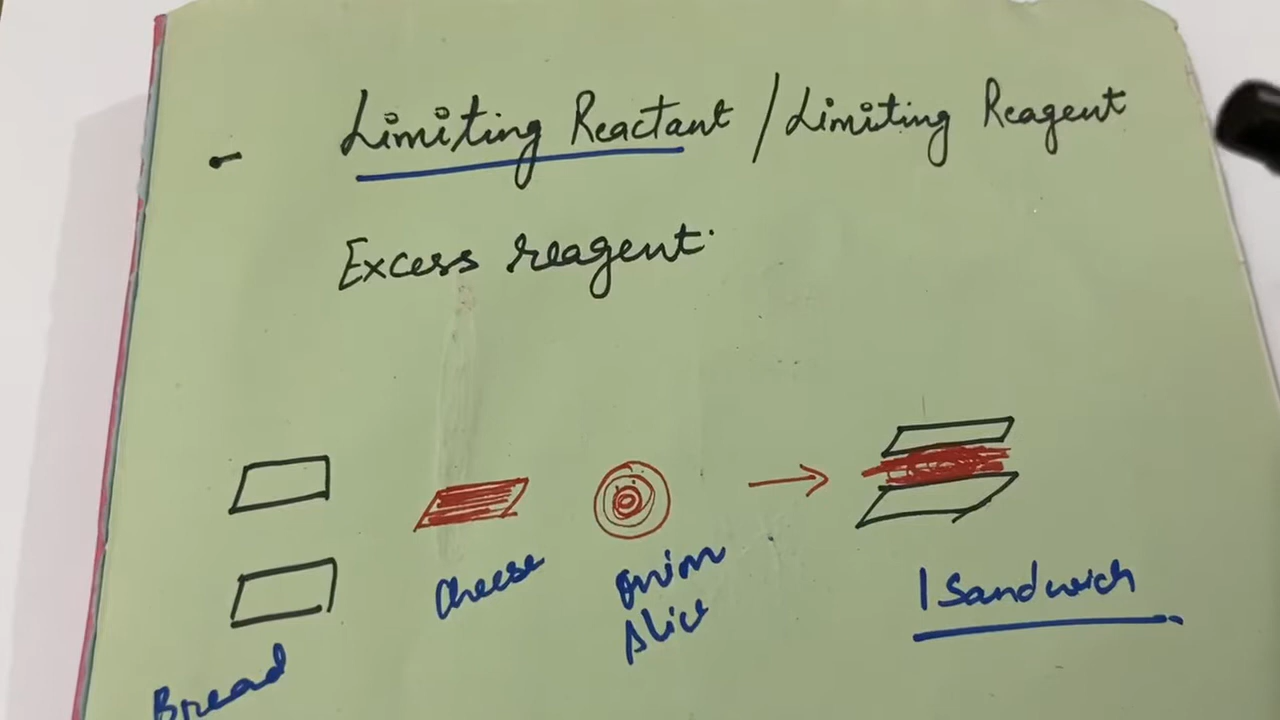 - Limiting Reactant / Limiting Reagent
Excess reagent.
Cheese
Onion
slice
1 Sandwich
Bread